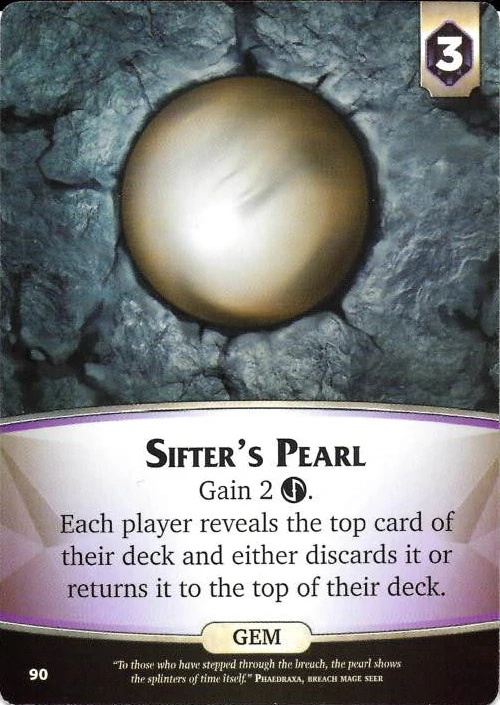 3
SIFTER'S PEARL
Gain 2 .
Each player reveals the top card of
their deck and either discards it or
returns it to the top of their deck.
GEM
"To those who have stepped through the breach, the pearl shows
the splinters of time itself." PHAEDRAXA, BREACH MAGE SEER
90